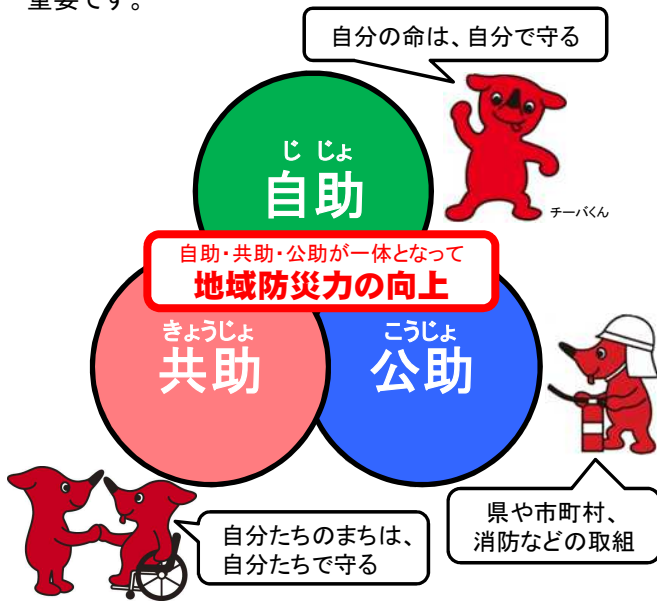 重要です。
自分の命は、自分で守る
じ じょ
自助
チーバくん
自助・共助・公助が一体となって
地域防災力の向上
きょうじょ
共助
こうじょ
公助
自分たちのまちは、
自分たちで守る
県や市町村、
消防などの取組